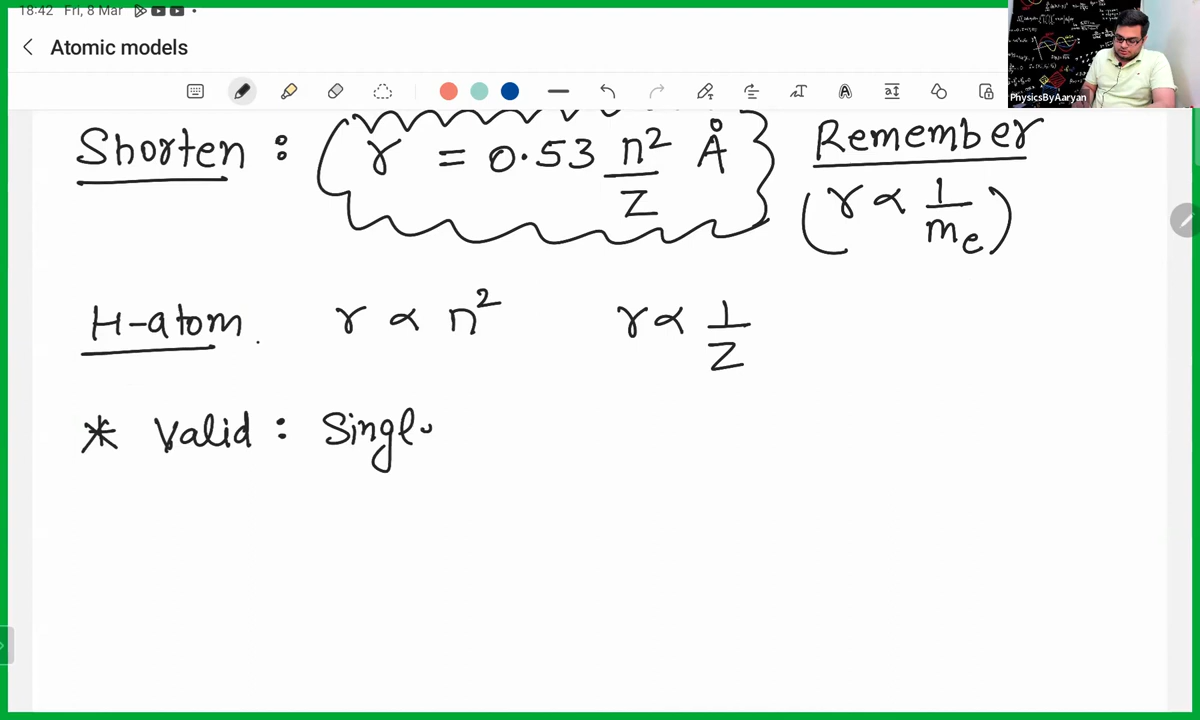 18:42 Fri, 8 Mar
Atomic models
PhysicsByAaryan
Shorten : ( r = 0.53 n²/Z Å } Remember
( r ∝ 1/mₑ )
H-atom. r ∝ n² r ∝ 1/Z
* Valid : Singl